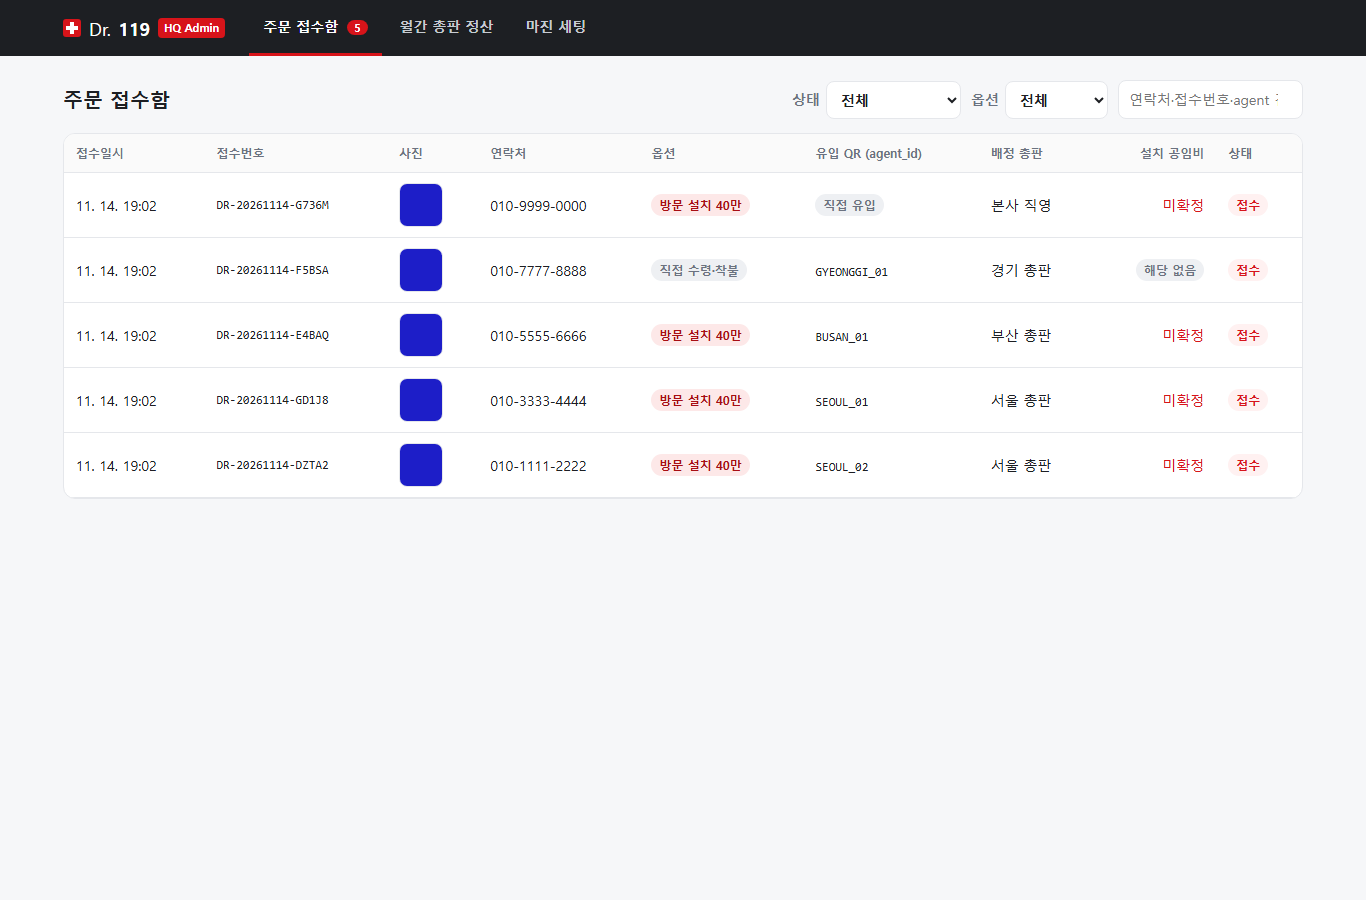 Dr. 119 HQ Admin 주문 접수함 5 월간 총판 정산 마진 세팅
주문 접수함 상태 전체 옵션 전체 연락처·접수번호·agent
접수일시 접수번호 사진 연락처 옵션 유입 QR (agent_id) 배정 총판 설치 공임비 상태
11. 14. 19:02 DR-20261114-G736M 010-9999-0000 방문 설치 40만 직접 유입 본사 직영 미확정 접수
11. 14. 19:02 DR-20261114-F5BSA 010-7777-8888 직접 수령·착불 GYEONGGI_01 경기 총판 해당 없음 접수
11. 14. 19:02 DR-20261114-E4BAQ 010-5555-6666 방문 설치 40만 BUSAN_01 부산 총판 미확정 접수
11. 14. 19:02 DR-20261114-GD1J8 010-3333-4444 방문 설치 40만 SEOUL_01 서울 총판 미확정 접수
11. 14. 19:02 DR-20261114-DZTA2 010-1111-2222 방문 설치 40만 SEOUL_02 서울 총판 미확정 접수